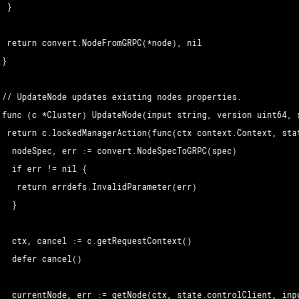 }
return convert.NodeFromGRPC(*node), nil
}
// UpdateNode updates existing nodes properties.
func (c *Cluster) UpdateNode(input string, version uint64, s
return c.lockedManagerAction(func(ctx context.Context, stat
nodeSpec, err := convert.NodeSpecToGRPC(spec)
if err != nil {
return errdefs.InvalidParameter(err)
}
ctx, cancel := c.getRequestContext()
defer cancel()
currentNode, err := getNode(ctx, state.controlClient, inpu